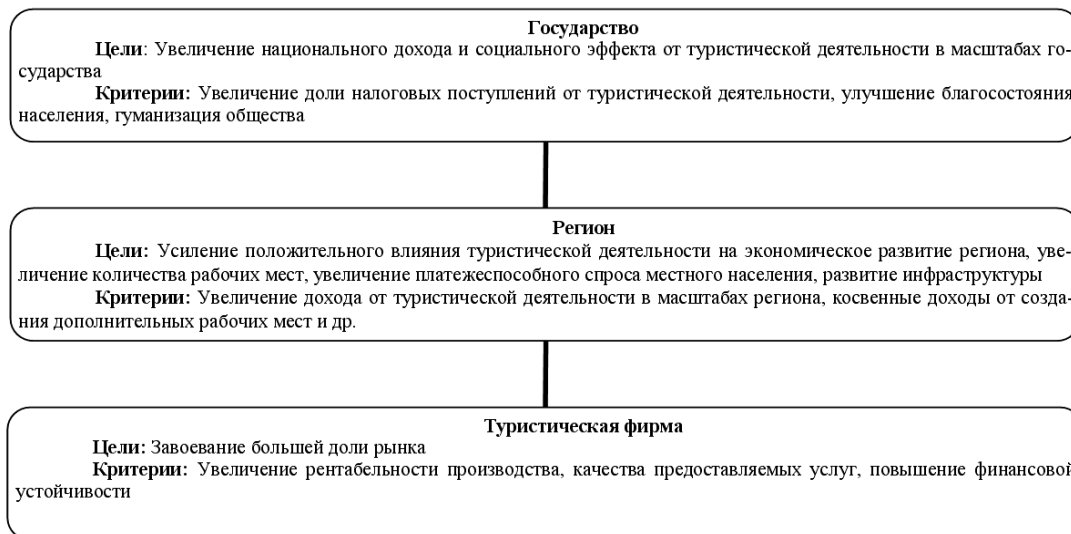 Государство
Цели: Увеличение национального дохода и социального эффекта от туристической деятельности в масштабах го-
сударства
Критерии: Увеличение доли налоговых поступлений от туристической деятельности, улучшение благосостояния
населения, гуманизация общества
Регион
Цели: Усиление положительного влияния туристической деятельности на экономическое развитие региона, уве-
личение количества рабочих мест, увеличение платежеспособного спроса местного населения, развитие инфраструктуры
Критерии: Увеличение дохода от туристической деятельности в масштабах региона, косвенные доходы от созда-
ния дополнительных рабочих мест и др.
Туристическая фирма
Цели: Завоевание большей доли рынка
Критерии: Увеличение рентабельности производства, качества предоставляемых услуг, повышение финансовой
устойчивости